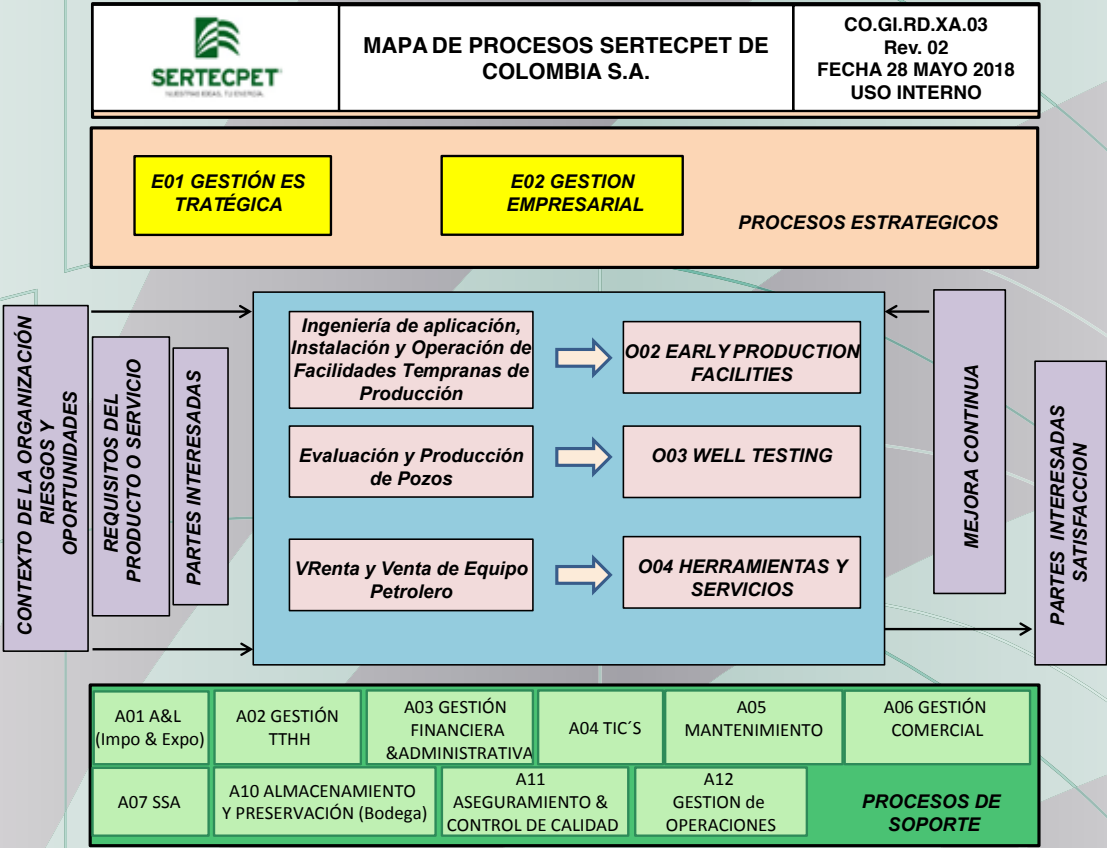 SERTECPET
NUESTRAS IDEAS, TU ENERGÍA.
MAPA DE PROCESOS SERTECPET DE
COLOMBIA S.A.
CO.GI.RD.XA.03
Rev. 02
FECHA 28 MAYO 2018
USO INTERNO
E01 GESTIÓN ES
TRATÉGICA
E02 GESTION
EMPRESARIAL
PROCESOS ESTRATEGICOS
CONTEXTO DE LA ORGANIZACIÓN
RIESGOS Y
OPORTUNIDADES
REQUISITOS DEL
PRODUCTO O SERVICIO
PARTES INTERESADAS
Ingeniería de aplicación,
Instalación y Operación de
Facilidades Tempranas de
Producción
O02 EARLY PRODUCTION
FACILITIES
Evaluación y Producción
de Pozos
O03 WELL TESTING
VRenta y Venta de Equipo
Petrolero
O04 HERRAMIENTAS Y
SERVICIOS
MEJORA CONTINUA
PARTES INTERESADAS
SATISFACCION
A01 A&L
(Impo & Expo)
A02 GESTIÓN
TTHH
A03 GESTIÓN
FINANCIERA
&ADMINISTRATIVA
A04 TIC´S
A05
MANTENIMIENTO
A06 GESTIÓN
COMERCIAL
A07 SSA
A10 ALMACENAMIENTO
Y PRESERVACIÓN (Bodega)
A11
ASEGURAMIENTO &
CONTROL DE CALIDAD
A12
GESTION de
OPERACIONES
PROCESOS DE
SOPORTE